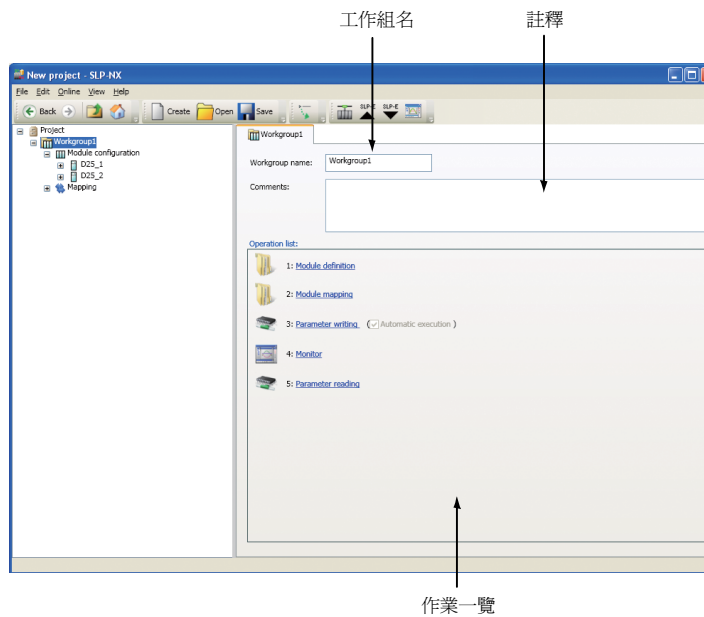 工作組名 註釋
New project - SLP-NX
File Edit Online View Help
Back Create Open Save SLP-E SLP-E
Project
Workgroup1
Module configuration
D25_1
D25_2
Mapping
Workgroup1
Workgroup name: Workgroup1
Comments:
Operation list:
1: Module definition
2: Module mapping
3: Parameter writing ( Automatic execution )
4: Monitor
5: Parameter reading
作業一覽